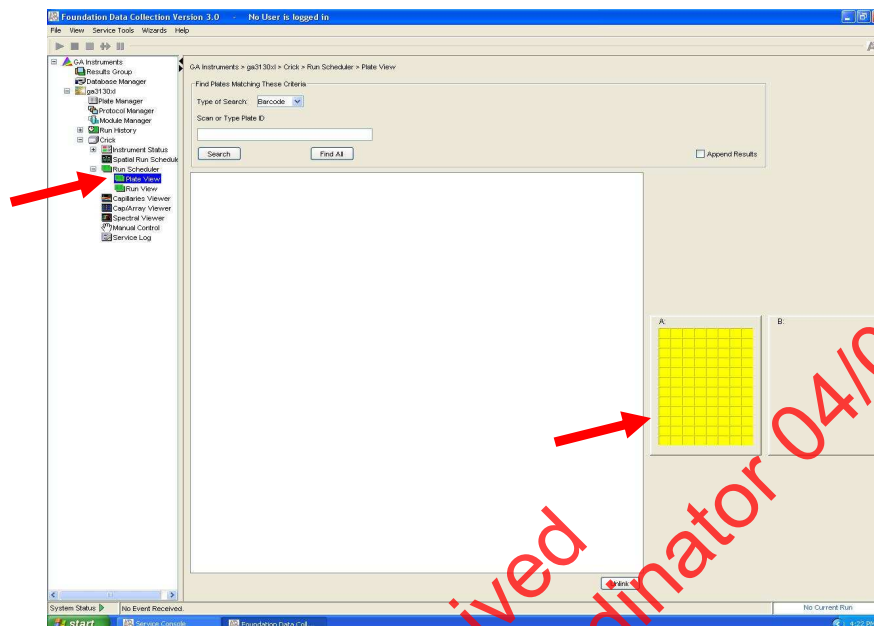 Foundation Data Collection Version 3.0 - No User is logged in
File View Service Tools Wizards Help
GA Instruments
Results Group
Database Manager
ga3130xl
Plate Manager
Protocol Manager
Module Manager
Run History
Crick
Instrument Status
Spatial Run Schedule
Run Scheduler
Plate View
Run View
Capillaries Viewer
Cap/Array Viewer
Spectral Viewer
Manual Control
Service Log
GA Instruments > ga3130xl > Crick > Run Scheduler > Plate View
Find Plates Matching These Criteria
Type of Search: Barcode
Scan or Type Plate ID
Search Find All Append Results
A: B:
Unlink
System Status No Event Received. No Current Run
start Service Console Foundation Data Coll... 4:22 PM